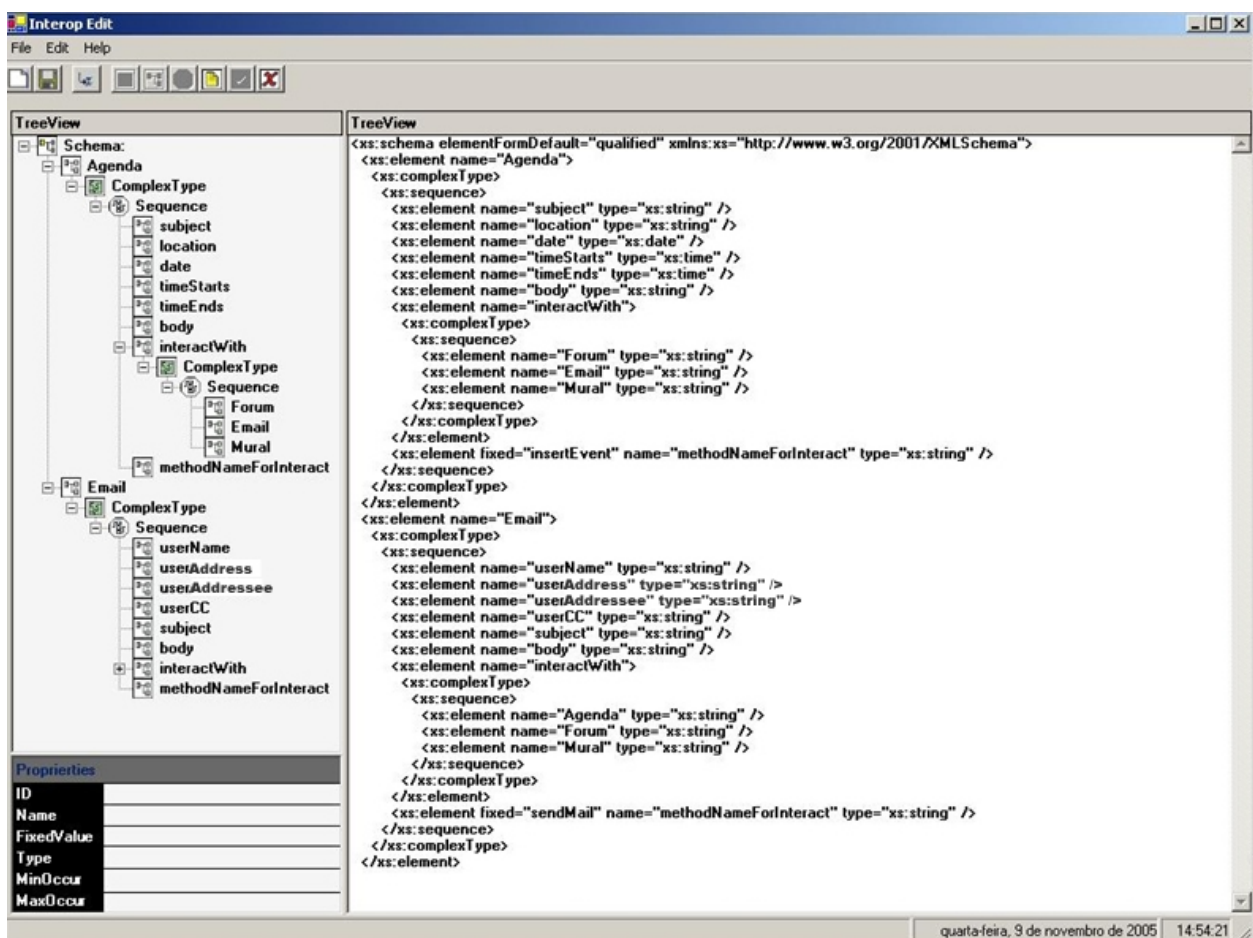 Interop Edit
File Edit Help
TreeView
Schema:
Agenda
ComplexType
Sequence
subject
location
date
timeStarts
timeEnds
body
interactWith
ComplexType
Sequence
Forum
Email
Mural
methodNameForInteract
Email
ComplexType
Sequence
userName
userAddress
userAddressee
userCC
subject
body
interactWith
methodNameForInteract
Proprierties
ID
Name
FixedValue
Type
MinOccur
MaxOccur
TreeView
<xs:schema elementFormDefault="qualified" xmlns:xs="http://www.w3.org/2001/XMLSchema">
<xs:element name="Agenda">
<xs:complexType>
<xs:sequence>
<xs:element name="subject" type="xs:string" />
<xs:element name="location" type="xs:string" />
<xs:element name="date" type="xs:date" />
<xs:element name="timeStarts" type="xs:time" />
<xs:element name="timeEnds" type="xs:time" />
<xs:element name="body" type="xs:string" />
<xs:element name="interactWith">
<xs:complexType>
<xs:sequence>
<xs:element name="Forum" type="xs:string" />
<xs:element name="Email" type="xs:string" />
<xs:element name="Mural" type="xs:string" />
</xs:sequence>
</xs:complexType>
</xs:element>
<xs:element fixed="insertEvent" name="methodNameForInteract" type="xs:string" />
</xs:sequence>
</xs:complexType>
</xs:element>
<xs:element name="Email">
<xs:complexType>
<xs:sequence>
<xs:element name="userName" type="xs:string" />
<xs:element name="userAddress" type="xs:string" />
<xs:element name="userAddressee" type="xs:string" />
<xs:element name="userCC" type="xs:string" />
<xs:element name="subject" type="xs:string" />
<xs:element name="body" type="xs:string" />
<xs:element name="interactWith">
<xs:complexType>
<xs:sequence>
<xs:element name="Agenda" type="xs:string" />
<xs:element name="Forum" type="xs:string" />
<xs:element name="Mural" type="xs:string" />
</xs:sequence>
</xs:complexType>
</xs:element>
<xs:element fixed="sendMail" name="methodNameForInteract" type="xs:string" />
</xs:sequence>
</xs:complexType>
</xs:element>
quarta-feira, 9 de novembro de 2005 14:54:21